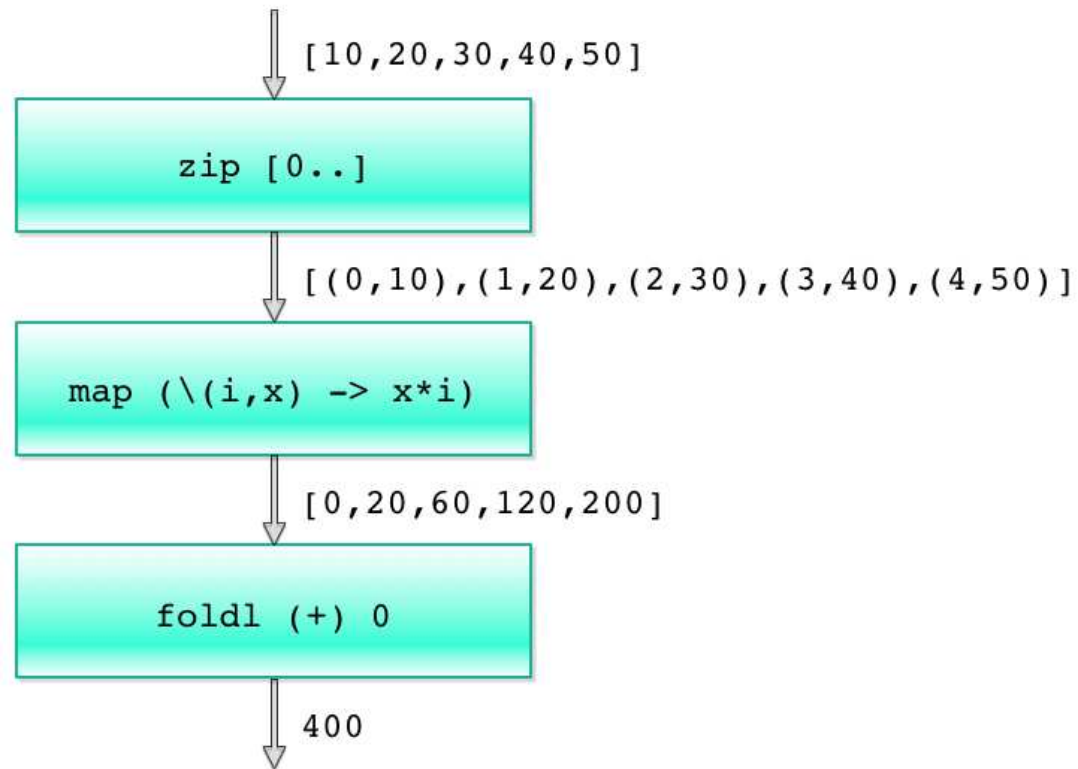 [10,20,30,40,50]
zip [0..]
[(0,10),(1,20),(2,30),(3,40),(4,50)]
map (\(i,x) -> x*i)
[0,20,60,120,200]
foldl (+) 0
400